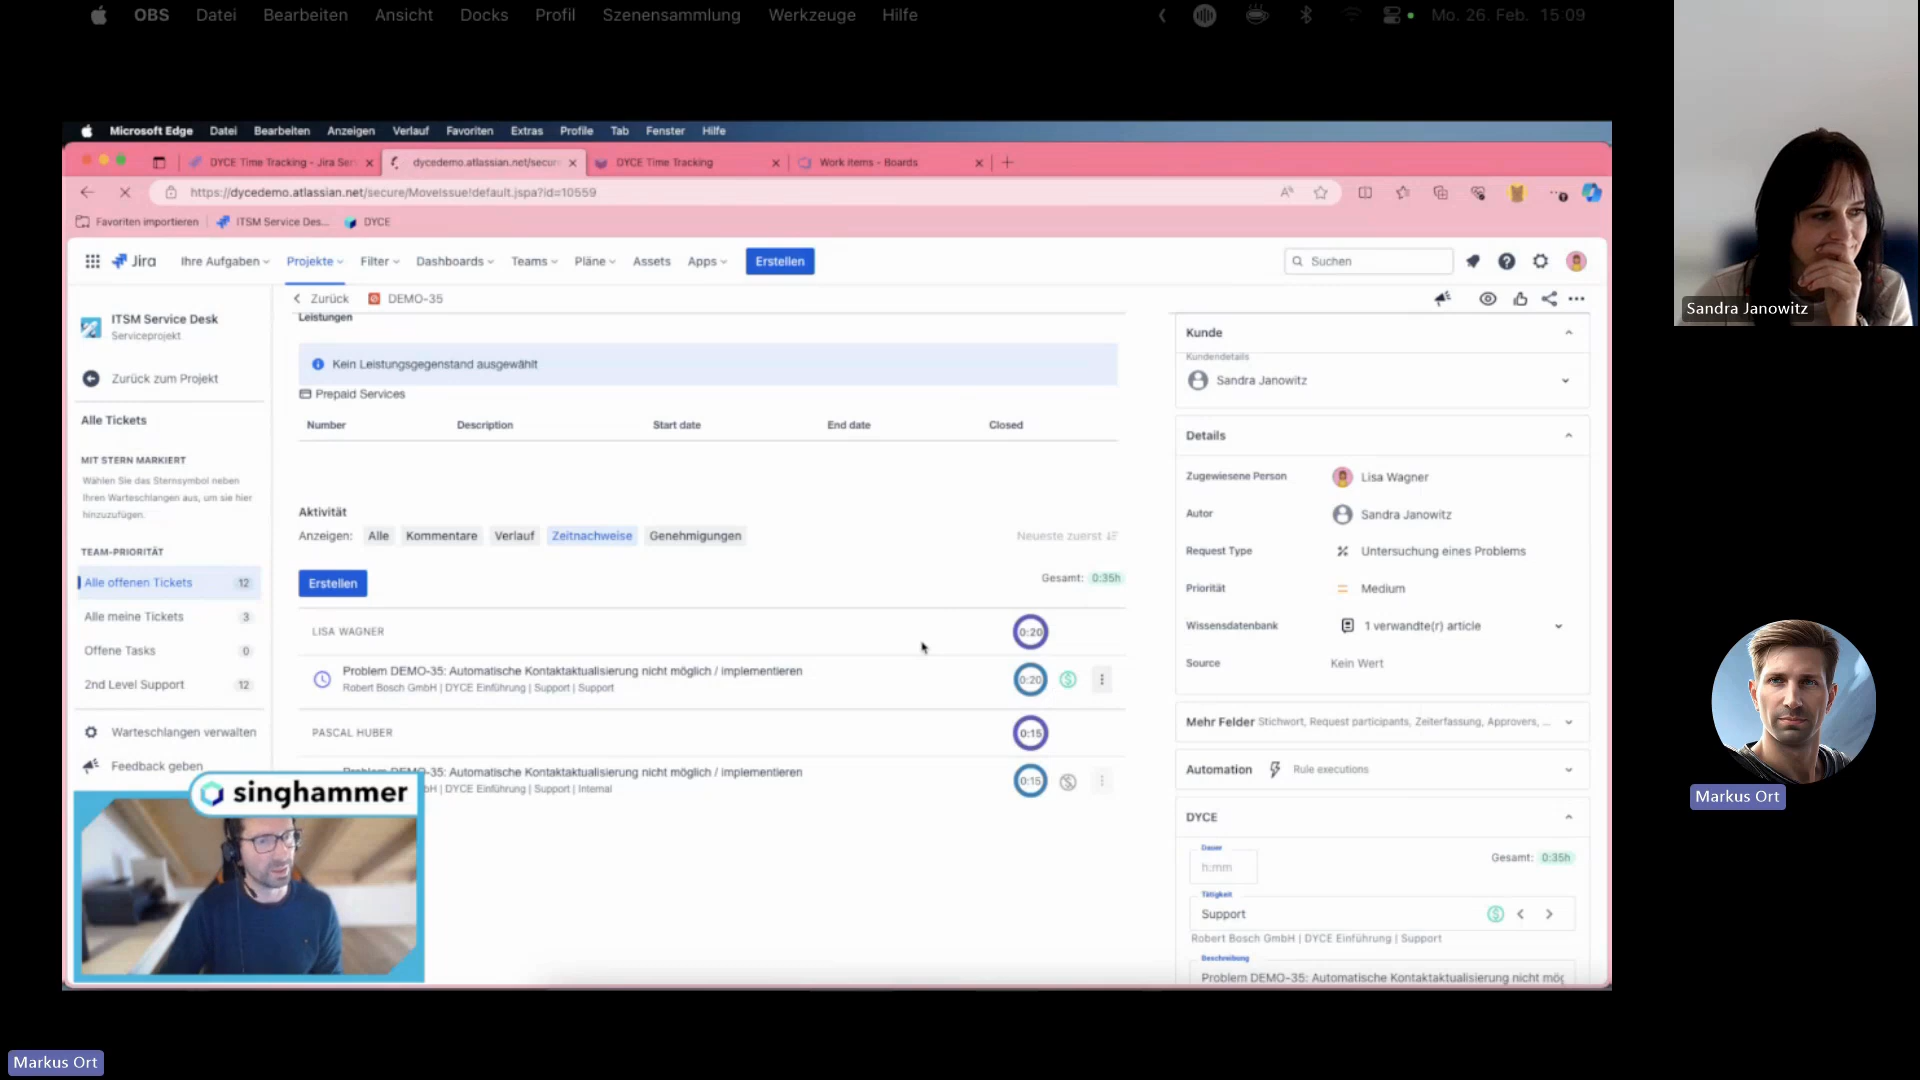 OBS Datei Bearbeiten Ansicht Docks Profil Szenensammlung Werkzeuge Hilfe Mo. 26. Feb. 15 09
Microsoft Edge Datei Bearbeiten Anzeigen Verlauf Favoriten Extras Profile Tab Fenster Hilfe
DYCE Time Tracking - Jira Ser
dycedemo.atlassian.net/secur
DYCE Time Tracking
Work items - Boards
https://dycedemo.atlassian.net/secure/MoveIssue!default.jspa?id=10559
Favoriten importieren ITSM Service Des... DYCE
Jira Ihre Aufgaben Projekte Filter Dashboards Teams Pläne Assets Apps Erstellen Suchen
ITSM Service Desk
Serviceprojekt
Zurück zum Projekt
Alle Tickets
MIT STERN MARKIERT
Wählen Sie das Sternsymbol neben
Ihren Warteschlangen aus, um sie hier
hinzuzufügen.
TEAM-PRIORITÄT
Alle offenen Tickets 12
Alle meine Tickets 3
Offene Tasks 0
2nd Level Support 12
Warteschlangen verwalten
Feedback geben
Zurück DEMO-35
Leistungen
Kein Leistungsgegenstand ausgewählt
Prepaid Services
Number Description Start date End date Closed
Aktivität
Anzeigen: Alle Kommentare Verlauf Zeitnachweise Genehmigungen Neueste zuerst
Erstellen Gesamt: 0:35h
LISA WAGNER 0:20
Problem DEMO-35: Automatische Kontaktaktualisierung nicht möglich / implementieren
Robert Bosch GmbH | DYCE Einführung | Support | Support
0:20
PASCAL HUBER 0:15
Problem DEMO-35: Automatische Kontaktaktualisierung nicht möglich / implementieren
bH | DYCE Einführung | Support | Internal
0:15
Kunde
Kundendetails
Sandra Janowitz
Details
Zugewiesene Person Lisa Wagner
Autor Sandra Janowitz
Request Type Untersuchung eines Problems
Priorität Medium
Wissensdatenbank 1 verwandte(r) article
Source Kein Wert
Mehr Felder Stichwort, Request participants, Zeiterfassung, Approvers, ...
Automation Rule executions
DYCE
Dauer
h:mm
Gesamt: 0:35h
Tätigkeit
Support
Robert Bosch GmbH | DYCE Einführung | Support
Beschreibung
Problem DEMO-35: Automatische Kontaktaktualisierung nicht mög
singhammer
Sandra Janowitz
Markus Ort
Markus Ort